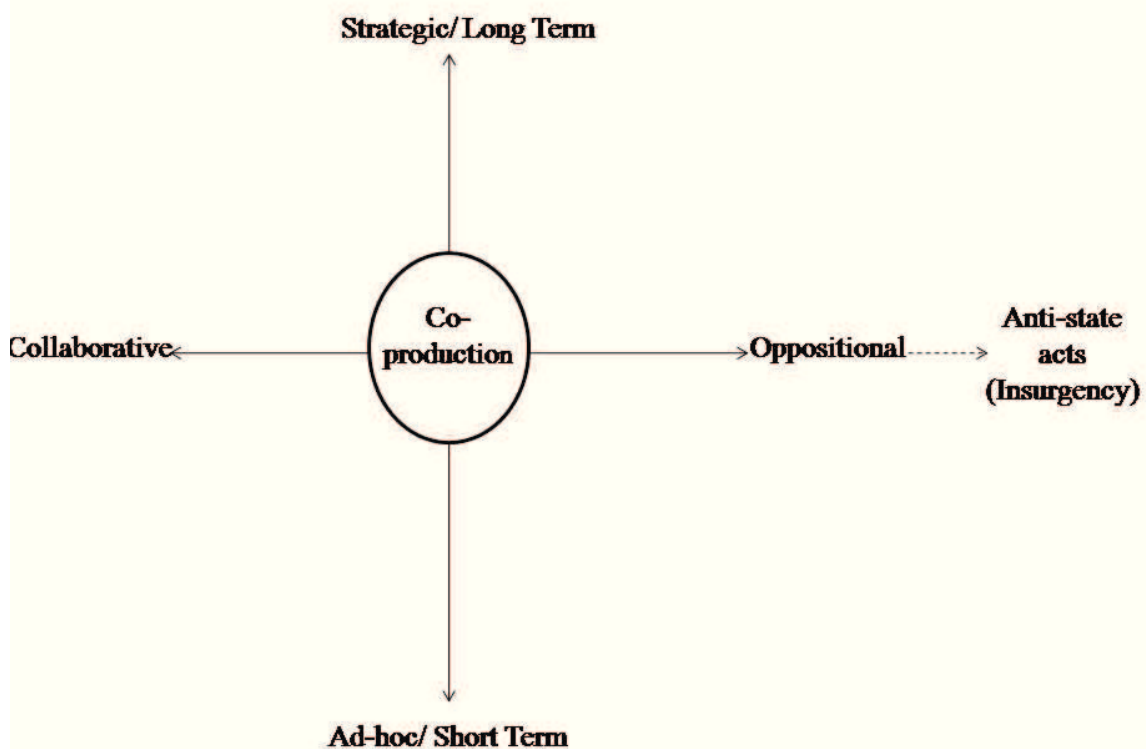 Strategic/ Long Term
Co-
production
Collaborative
Oppositional
Anti-state
acts
(Insurgency)
Ad-hoc/ Short Term